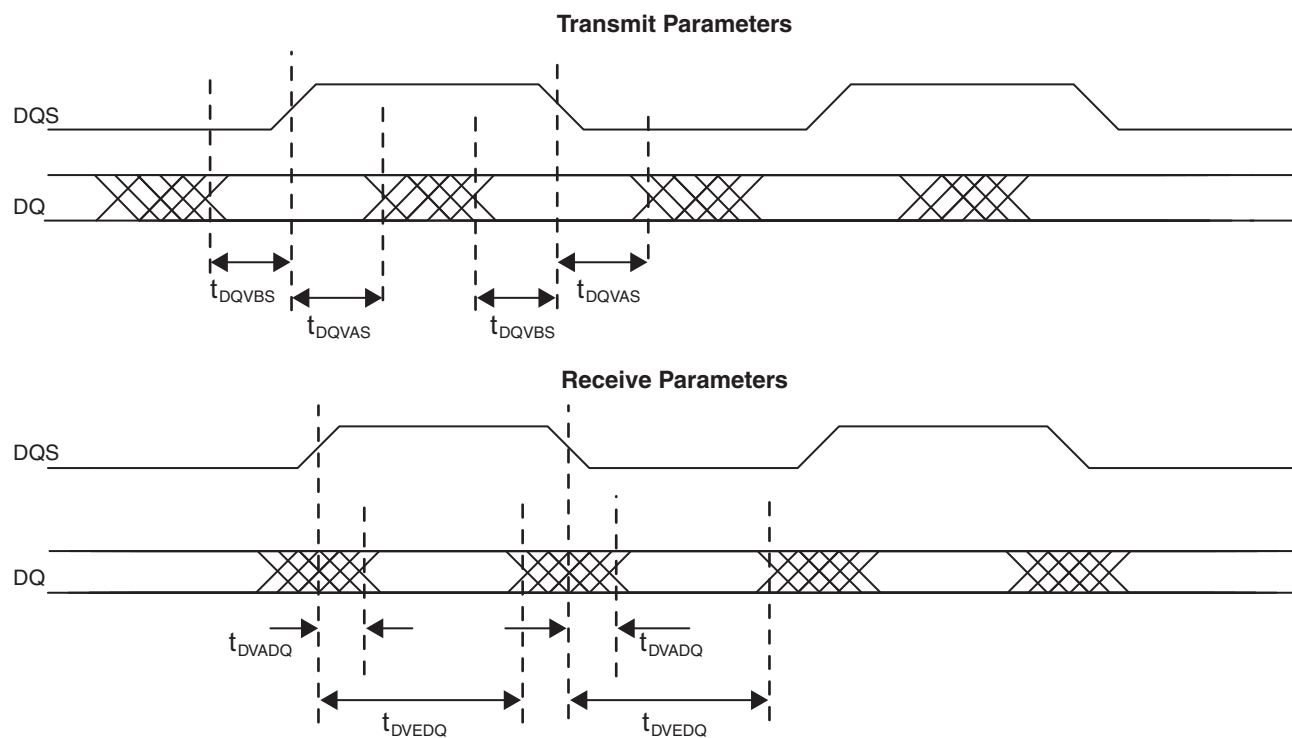 Transmit Parameters
DQS
DQ
tDQVBS
tDQVAS
tDQVBS
tDQVAS
Receive Parameters
DQS
DQ
tDVADQ
tDVADQ
tDVEDQ
tDVEDQ